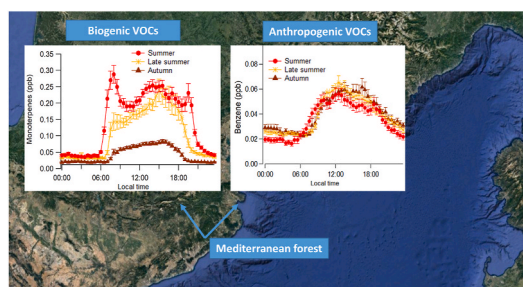 Biogenic VOCs
Anthropogenic VOCs
Summer
Late summer
Autumn
Monoterpenes (ppb)
0.35
0.30
0.25
0.20
0.15
0.10
0.05
0.00
00:00
06:00
12:00
18:00
Local time
Summer
Late summer
Autumn
Benzene (ppb)
0.08
0.06
0.04
0.02
0.00
00:00
06:00
12:00
18:00
Local time
Mediterranean forest